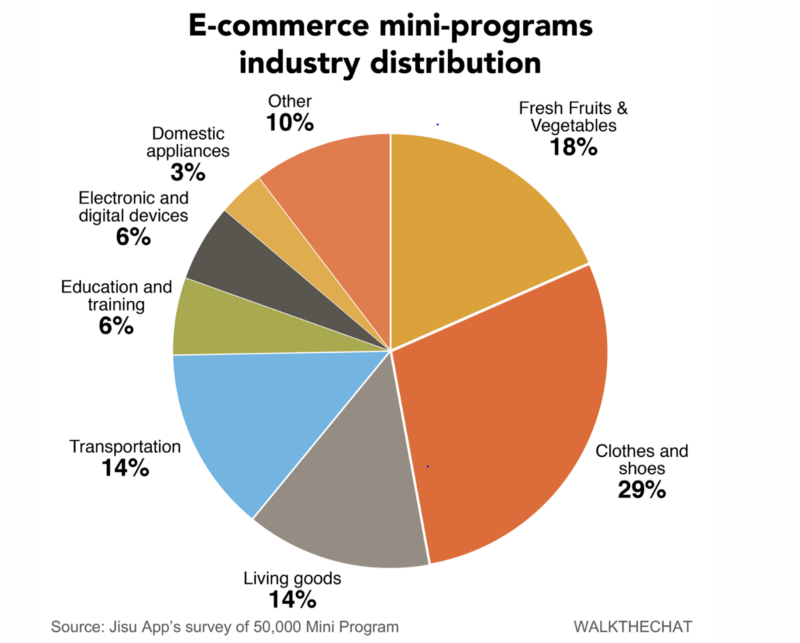 E-commerce mini-programs
industry distribution
Other
10%
Fresh Fruits &
Vegetables
18%
Domestic
appliances
3%
Electronic and
digital devices
6%
Education and
training
6%
Transportation
14%
Clothes and
shoes
29%
Living goods
14%
Source: Jisu App's survey of 50,000 Mini Program
WALKTHECHAT